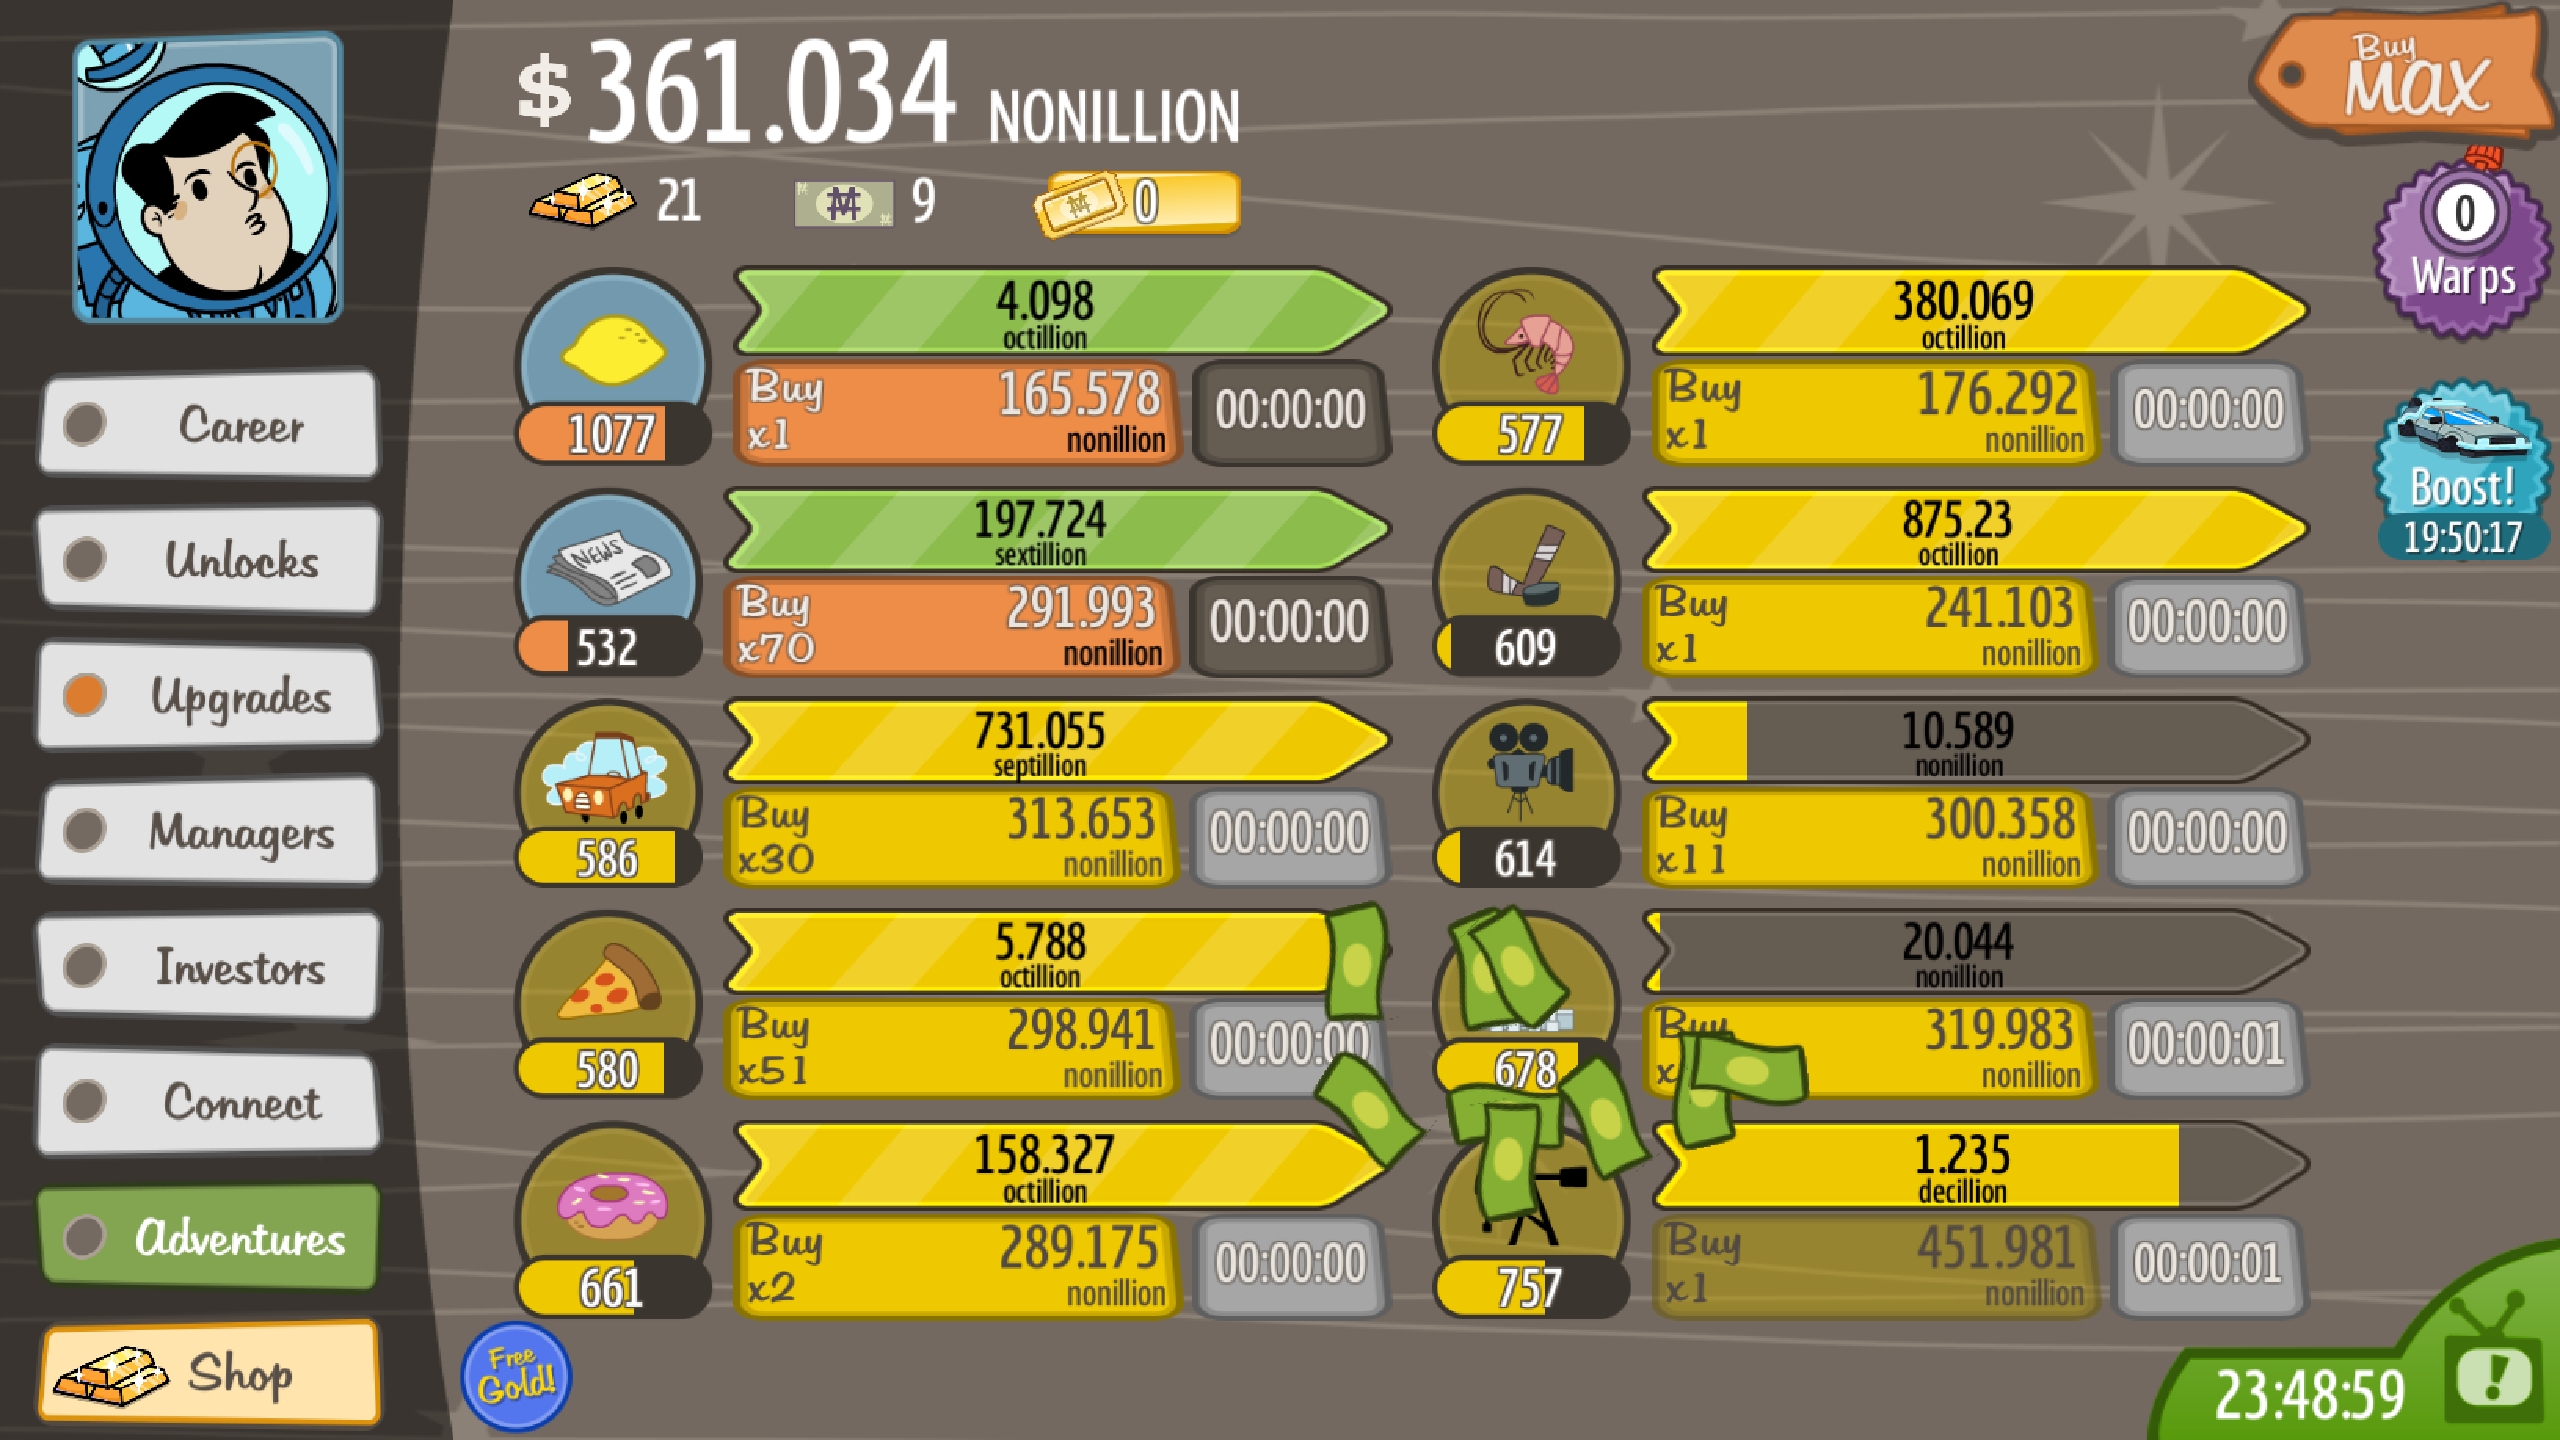 $ 361.034 NONILLION
Buy
MAX
21
9
0
0
Warps
Boost!
19:50:17
Career
Unlocks
Upgrades
Managers
Investors
Connect
Adventures
Shop
4.098
octillion
Buy
x1
165.578
nonillion
00:00:00
1077
NEWS
197.724
sextillion
Buy
x70
291.993
nonillion
00:00:00
532
731.055
septillion
Buy
x30
313.653
nonillion
00:00:00
586
5.788
octillion
Buy
x51
298.941
nonillion
00:00:00
580
158.327
octillion
Buy
x2
289.175
nonillion
00:00:00
661
380.069
octillion
Buy
x1
176.292
nonillion
00:00:00
577
875.23
octillion
Buy
x1
241.103
nonillion
00:00:00
609
10.589
nonillion
Buy
x11
300.358
nonillion
00:00:00
614
20.044
nonillion
Buy
319.983
nonillion
00:00:01
678
1.235
decillion
Buy
x1
451.981
nonillion
00:00:01
757
Free
Gold!
23:48:59